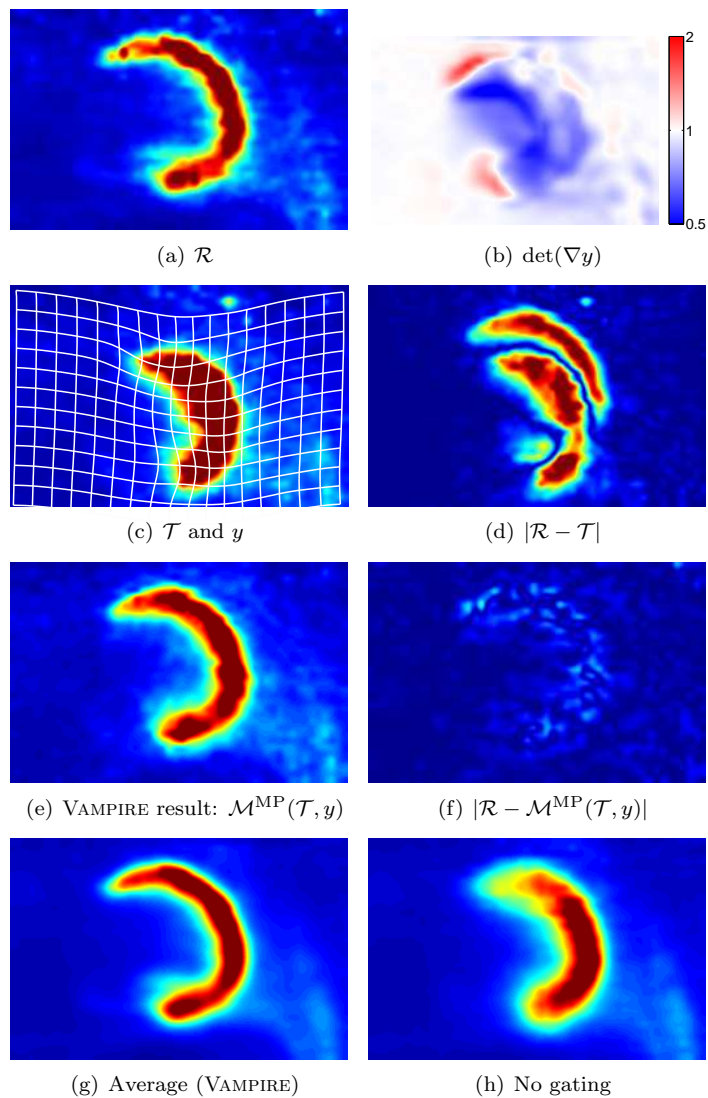 2
1
0.5
(a) R
(b) det(∇y)
(c) T and y
(d) |R − T|
(e) VAMPIRE result: M^MP(T, y)
(f) |R − M^MP(T, y)|
(g) Average (VAMPIRE)
(h) No gating